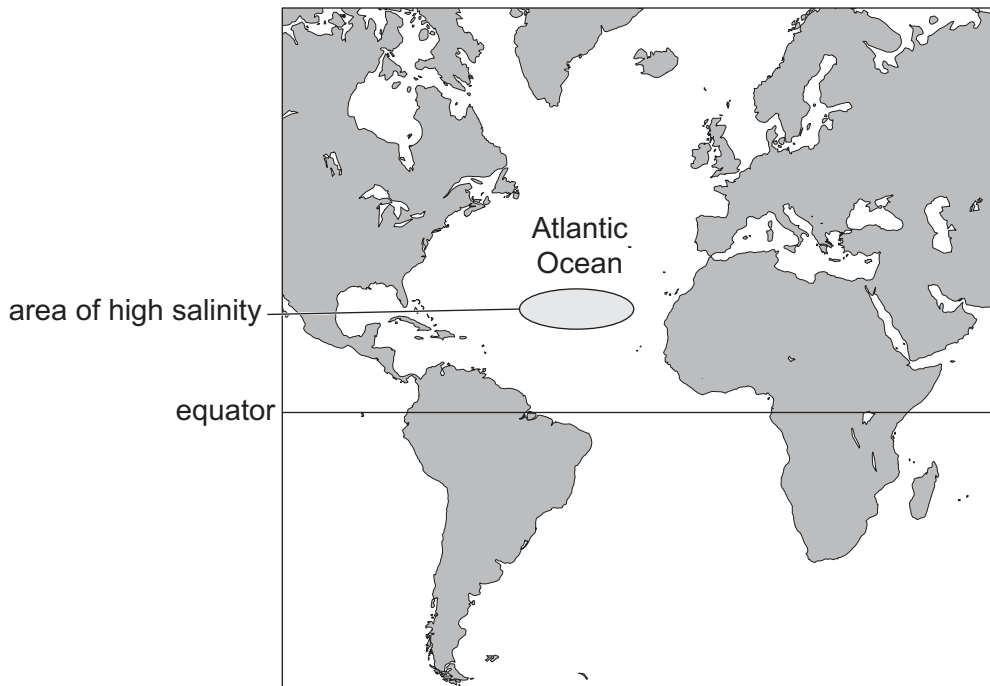 Atlantic
Ocean
area of high salinity
equator